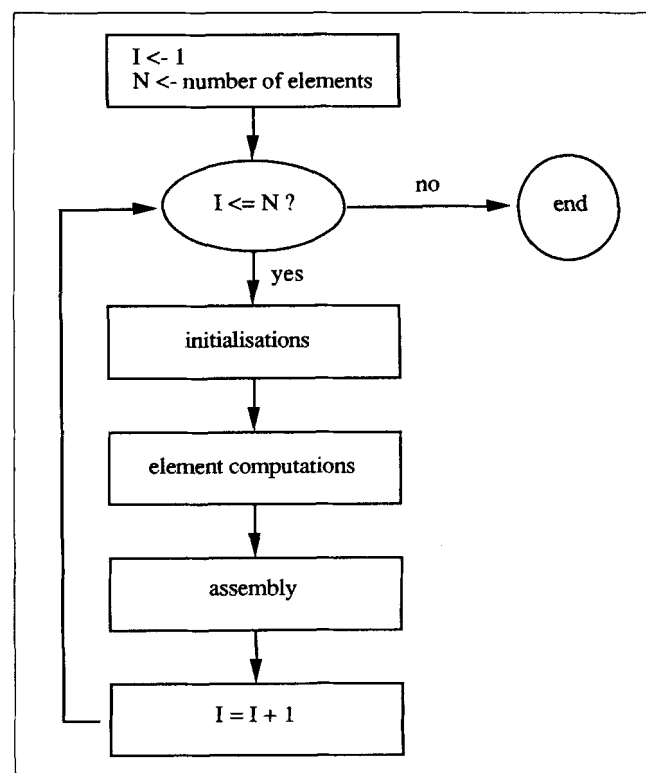 I <- 1
N <- number of elements
I <= N ?
no
end
yes
initialisations
element computations
assembly
I = I + 1